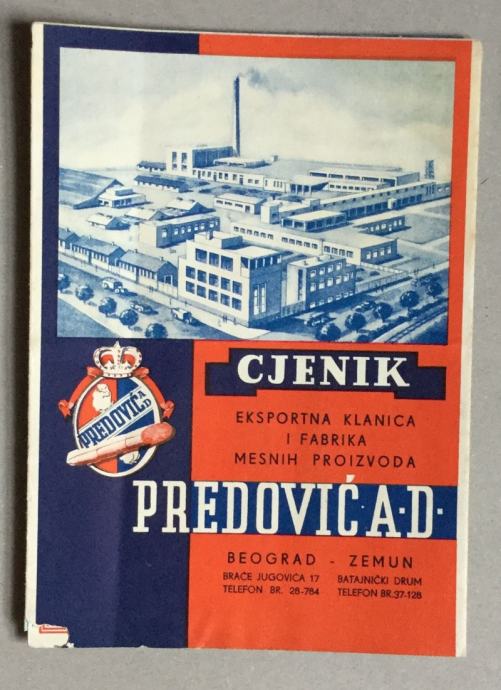 CJENIK
EKSPORTNA KLANICA
I FABRIKA
MESNIH PROIZVODA
PREDOVIĆ A D
PREDOVIĆ A·D·
BEOGRAD - ZEMUN
BRAĆE JUGOVIĆA 17 BATAJNIČKI DRUM
TELEFON BR. 28-784 TELEFON BR. 37-128